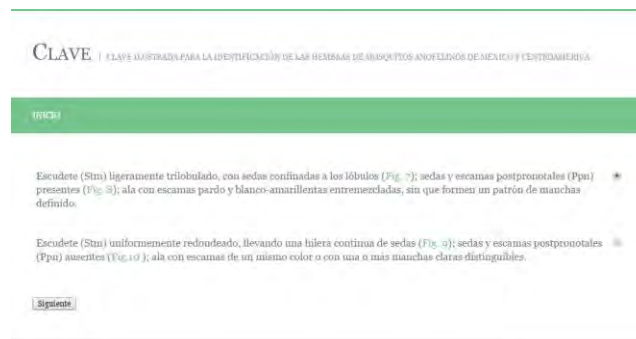 CLAVE | CLAVE ILUSTRADA PARA LA IDENTIFICACIÓN DE LAS HEMBRAS DE MOSQUITOS ANOFELINOS DE MÉXICO Y CENTROAMÉRICA
INICIO
Escudete (Stm) ligeramente trilobulado, con sedas confinadas a los lóbulos (Fig. 7); sedas y escamas postpronotales (Ppn)
presentes (Fig. 8); ala con escamas pardo y blanco-amarillentas entremezcladas, sin que formen un patrón de manchas
definido.
Escudete (Stm) uniformemente redondeado, llevando una hilera continua de sedas (Fig. 9); sedas y escamas postpronotales
(Ppn) ausentes (Fig.10 ); ala con escamas de un mismo color o con una o más manchas claras distinguibles.
Siguiente